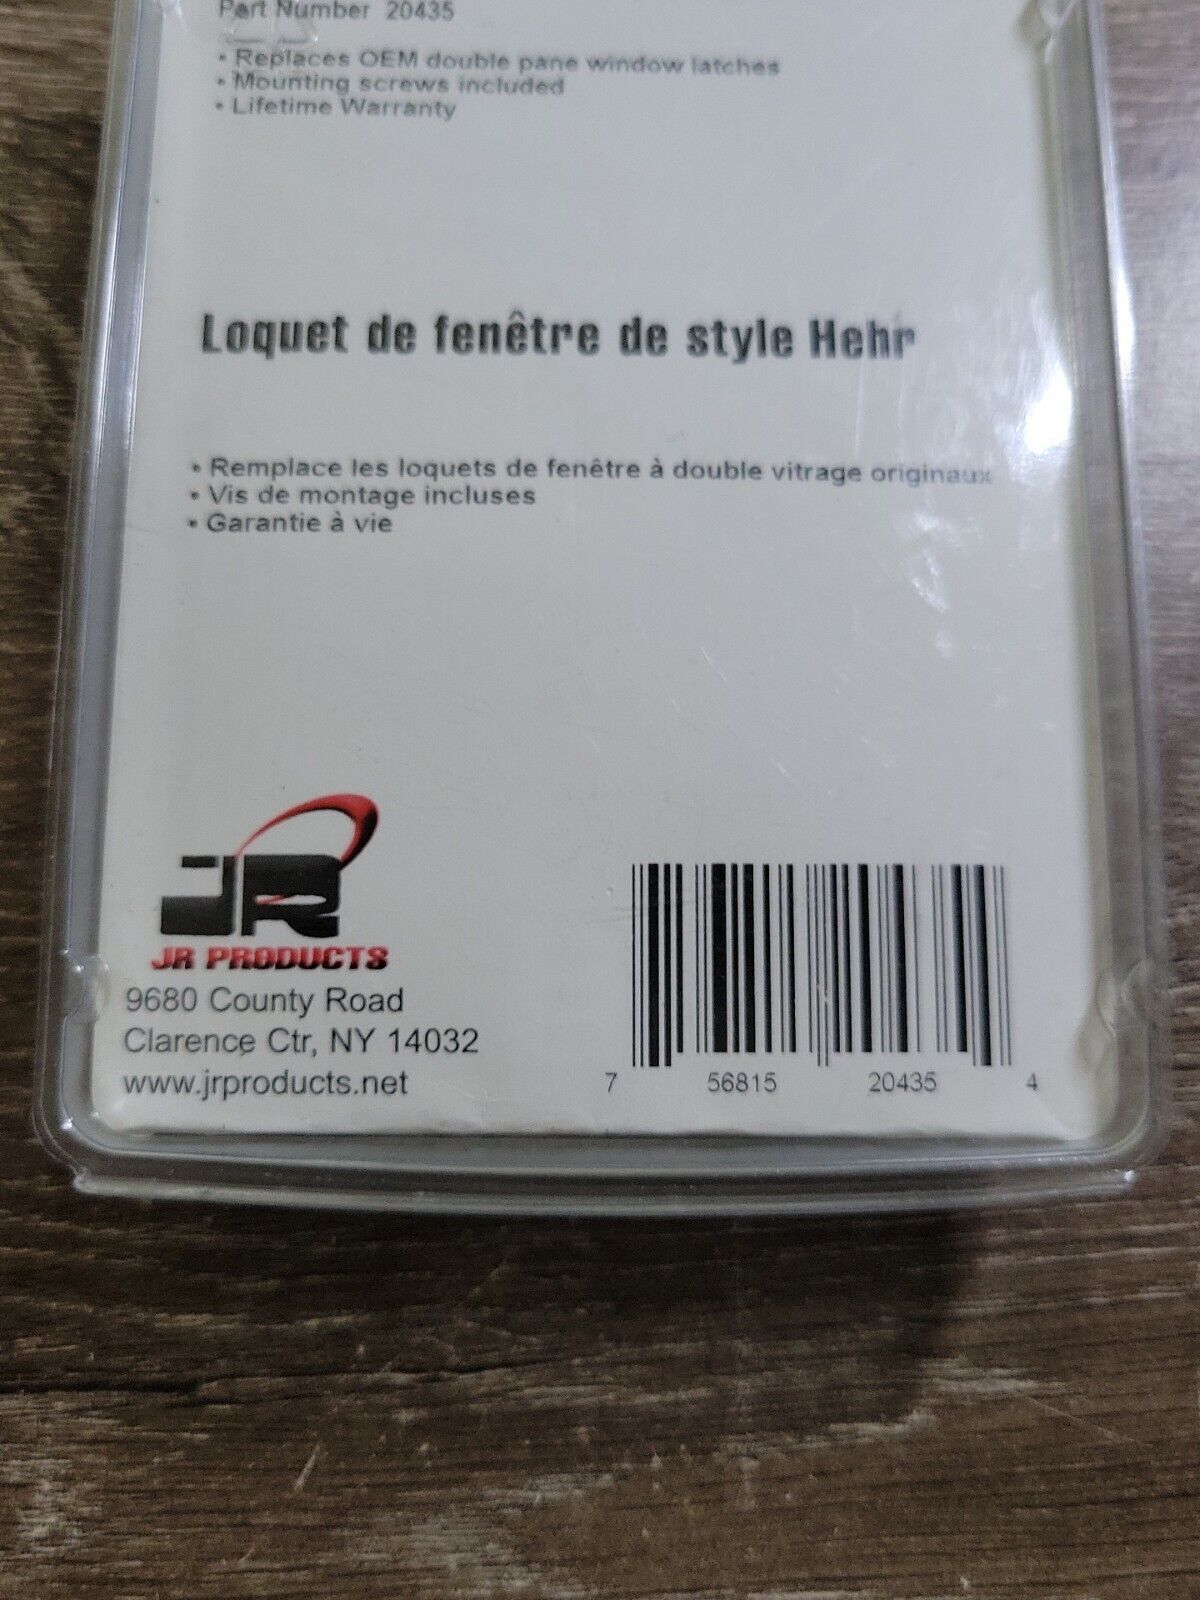 Part Number 20435
• Replaces OEM double pane window latches
• Mounting screws included
• Lifetime Warranty
Loquet de fenêtre de style Hehr
• Remplace les loquets de fenêtre à double vitrage originaux
• Vis de montage incluses
• Garantie à vie
JR
JR PRODUCTS
9680 County Road
Clarence Ctr, NY 14032
www.jrproducts.net
7 56815 20435 4